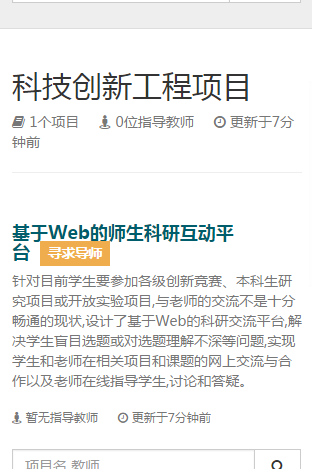 科技创新工程项目
1个项目 0位指导教师 更新于7分
钟前
基于Web的师生科研互动平
台 寻求导师
针对目前学生要参加各级创新竞赛、本科生研
究项目或开放实验项目,与老师的交流不是十分
畅通的现状,设计了基于Web的科研交流平台,解
决学生盲目选题或对选题理解不深等问题,实现
学生和老师在相关项目和课题的网上交流与合
作以及老师在线指导学生,讨论和答疑。
暂无指导教师 更新于7分钟前
项目名,教师